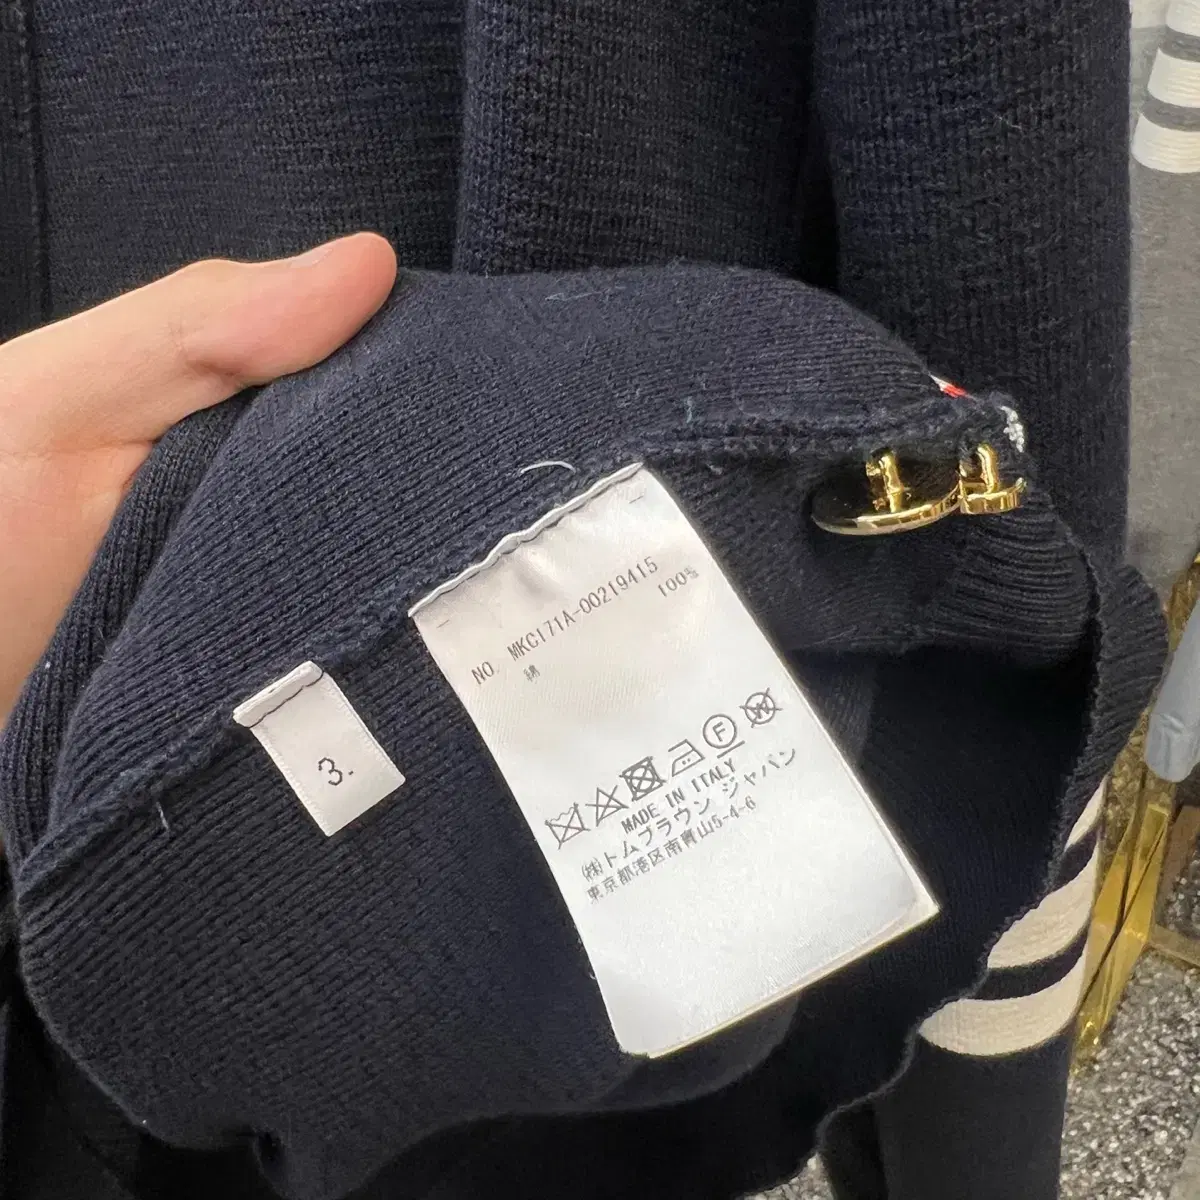 NO. MKC171A-00219415
綿 100%
F
W
MADE IN ITALY
㈱トムブラウン ジャパン
東京都港区南青山5-4-6
3.